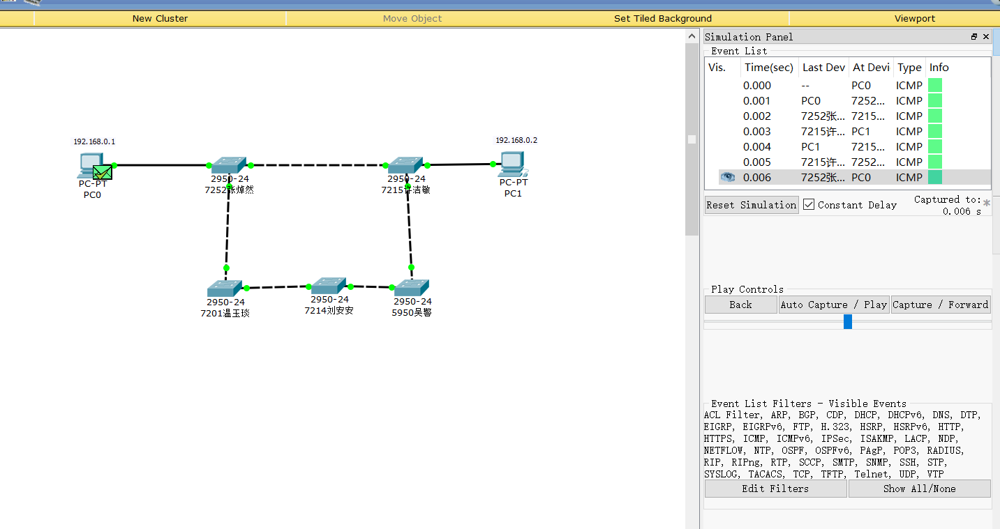 New Cluster Move Object Set Tiled Background Viewport
Simulation Panel
Event List
Vis. Time(sec) Last Dev At Devi Type Info
0.000 -- PC0 ICMP
0.001 PC0 7252... ICMP
0.002 7252张... 7215... ICMP
0.003 7215许... PC1 ICMP
0.004 PC1 7215... ICMP
0.005 7215许... 7252... ICMP
0.006 7252张... PC0 ICMP
Reset Simulation Constant Delay Captured to: *
0.006 s
Play Controls
Back Auto Capture / Play Capture / Forward
Event List Filters - Visible Events
ACL Filter, ARP, BGP, CDP, DHCP, DHCPv6, DNS, DTP,
EIGRP, EIGRPv6, FTP, H.323, HSRP, HSRPv6, HTTP,
HTTPS, ICMP, ICMPv6, IPSec, ISAKMP, LACP, NDP,
NETFLOW, NTP, OSPF, OSPFv6, PAgP, POP3, RADIUS,
RIP, RIPng, RTP, SCCP, SMTP, SNMP, SSH, STP,
SYSLOG, TACACS, TCP, TFTP, Telnet, UDP, VTP
Edit Filters Show All/None
192.168.0.1
PC-PT
PC0
2950-24
7252张焯然
2950-24
7215许洁敏
192.168.0.2
PC-PT
PC1
2950-24
7201温玉琰
2950-24
7214刘安安
2950-24
5950吴警